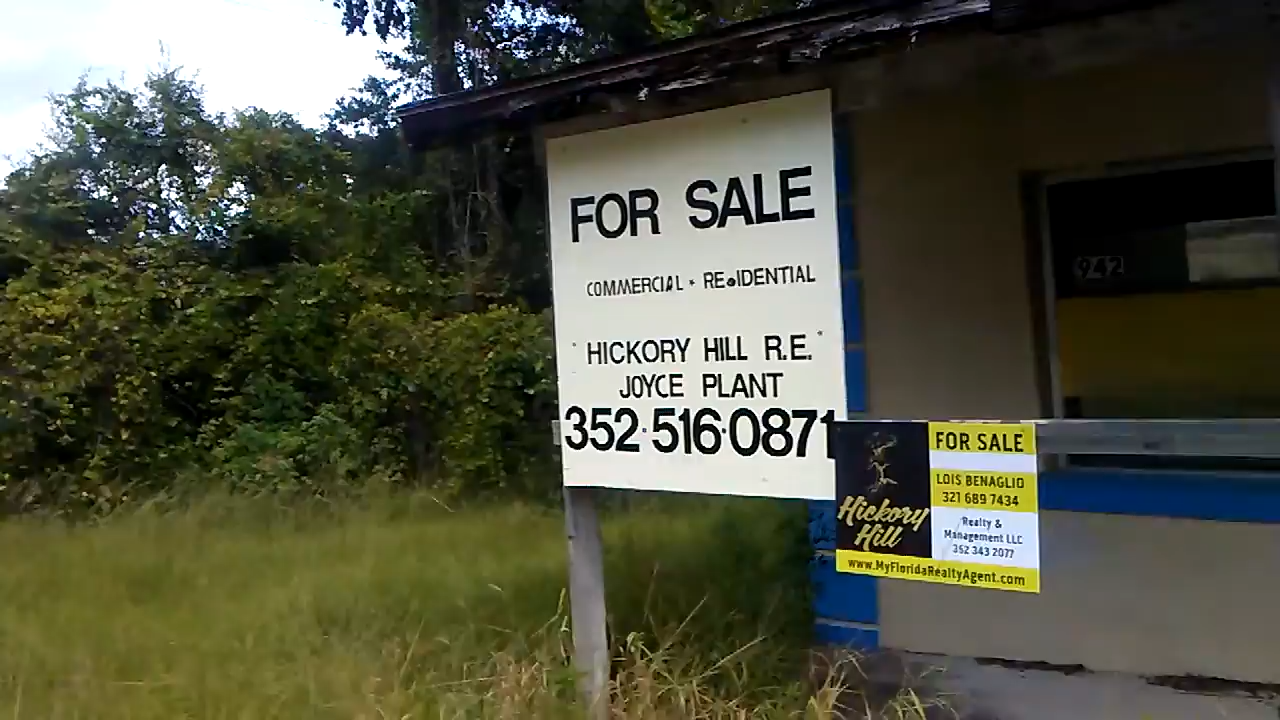 FOR SALE
COMMERCIAL • RESIDENTIAL
"HICKORY HILL R.E."
JOYCE PLANT
352·516·0871
942
Hickory
Hill
FOR SALE
LOIS BENAGLIO
321 689 7434
Realty &
Management LLC
352 343 2077
www.MyFloridaRealtyAgent.com